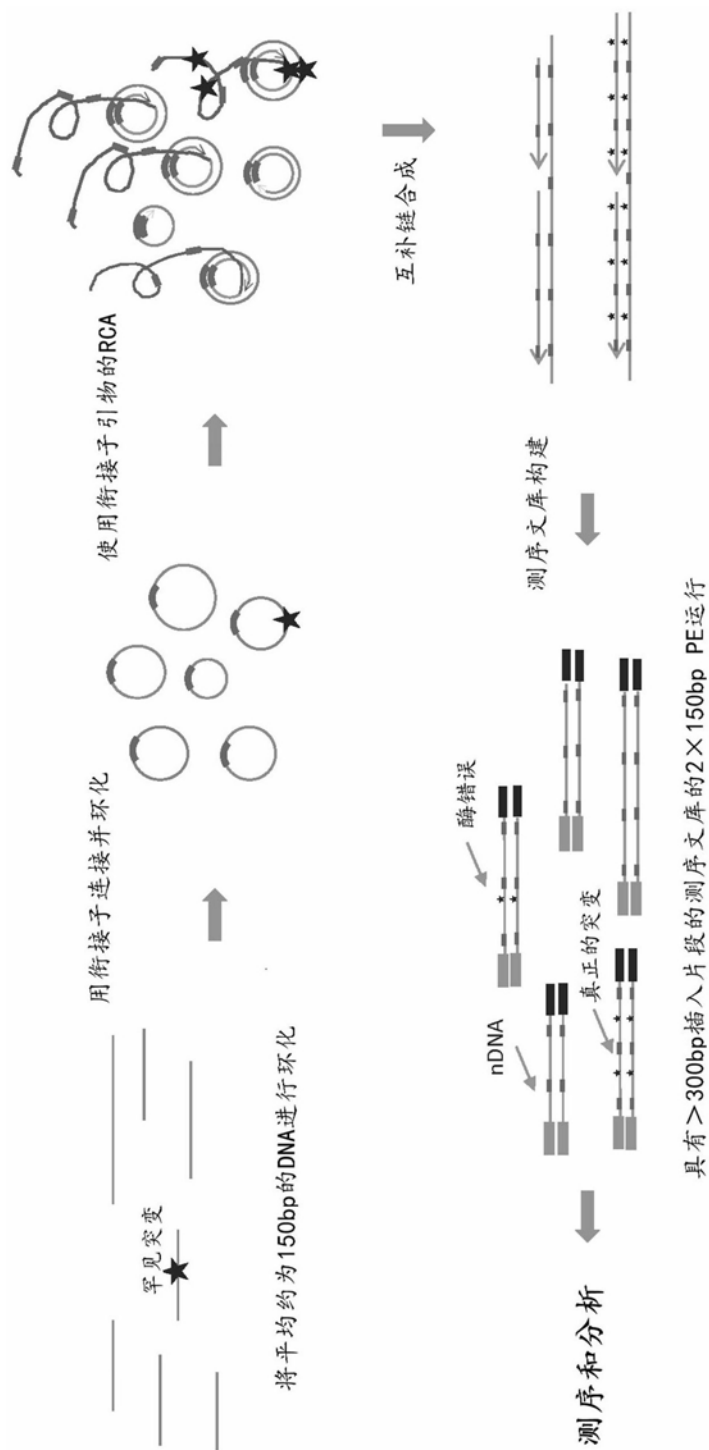 罕见突变
将平均约为150bp的DNA进行环化
用衔接子连接并环化
使用衔接子引物的RCA
互补链合成
测序文库构建
酶错误
nDNA
真正的突变
具有>300bp插入片段的测序文库的2×150bp PE运行
测序和分析